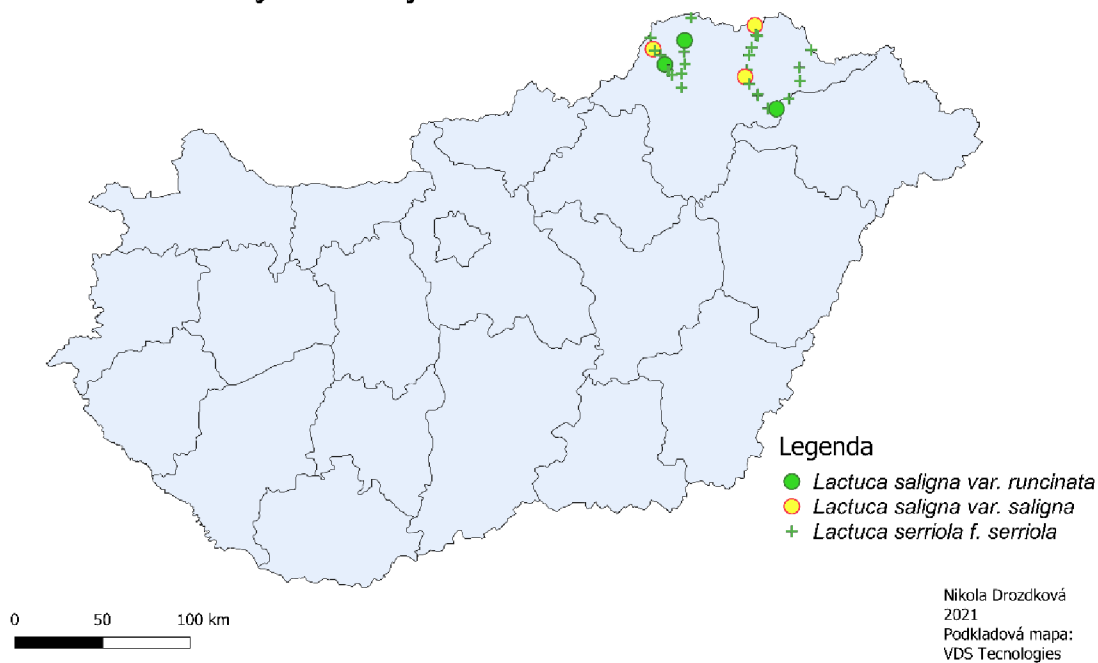 Legenda
Lactuca saligna var. runcinata
Lactuca saligna var. saligna
Lactuca serriola f. serriola
0 50 100 km
Nikola Drozdková
2021
Podkladová mapa:
VDS Tecnologies